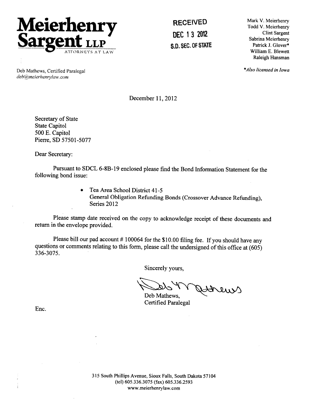 Meierhenry
Sargent LLP
ATTORNEYS AT LAW
RECEIVED
DEC 13 2012
S.D. SEC. OF STATE
Mark V. Meierhenry
Todd V. Meierhenry
Clint Sargent
Sabrina Meierhenry
Patrick J. Glover*
William E. Blewett
Raleigh Hansman
*Also licensed in Iowa
Deb Mathews, Certified Paralegal
deb@meierhenrylaw.com
December 11, 2012
Secretary of State
State Capitol
500 E. Capitol
Pierre, SD 57501-5077
Dear Secretary:
Pursuant to SDCL 6-8B-19 enclosed please find the Bond Information Statement for the
following bond issue:
• Tea Area School District 41-5
General Obligation Refunding Bonds (Crossover Advance Refunding),
Series 2012
Please stamp date received on the copy to acknowledge receipt of these documents and
return in the envelope provided.
Please bill our pad account # 100064 for the $10.00 filing fee. If you should have any
questions or comments relating to this form, please call the undersigned of this office at (605)
336-3075.
Sincerely yours,
Deb Mathews
Deb Mathews,
Certified Paralegal
Enc.
315 South Phillips Avenue, Sioux Falls, South Dakota 57104
(tel) 605.336.3075 (fax) 605.336.2593
www.meierhenrylaw.com